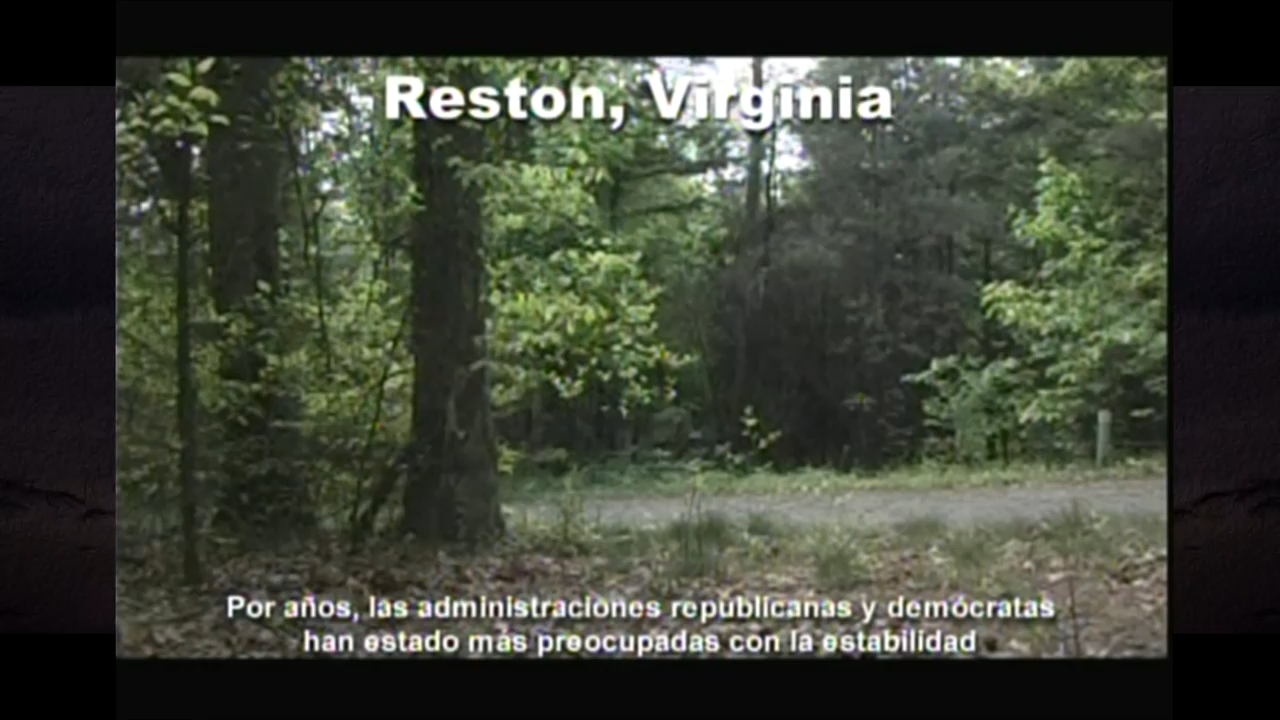 Reston, Virginia
Por años, las administraciones republicanas y demócratas
han estado más preocupadas con la estabilidad